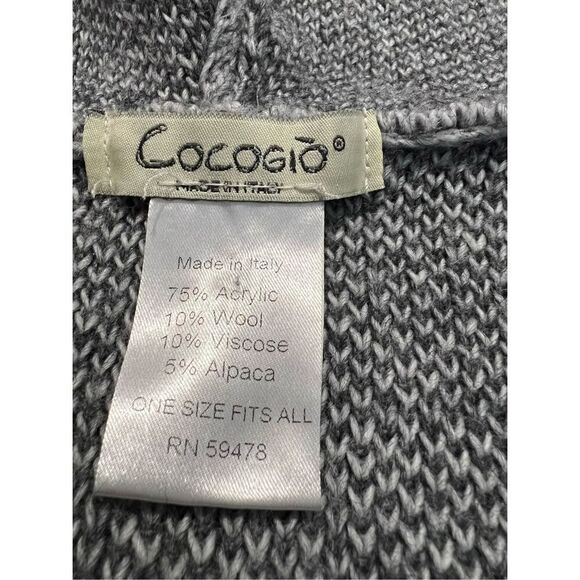 COCOGIÒ®
MADE IN ITALY
Made in Italy
75% Acrylic
10% Wool
10% Viscose
5% Alpaca
ONE SIZE FITS ALL
RN 59478